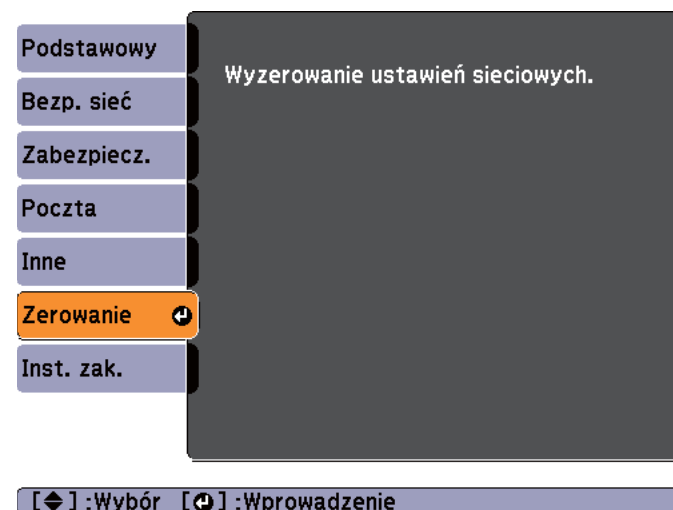 Podstawowy
Wyzerowanie ustawień sieciowych.
Bezp. sieć
Zabezpiecz.
Poczta
Inne
Zerowanie
Inst. zak.
[◆] :Wybór [⏎] :Wprowadzenie